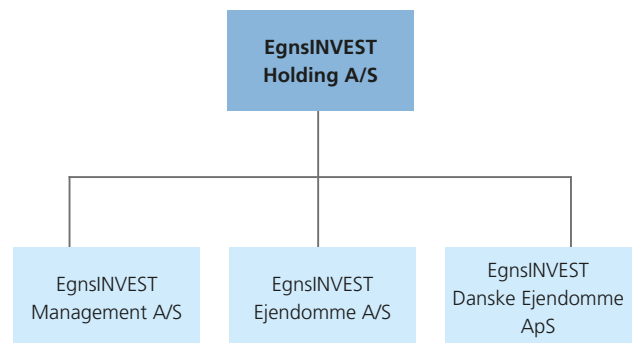 EgnsINVEST
Holding A/S
EgnsINVEST
Management A/S
EgnsINVEST
Ejendomme A/S
EgnsINVEST
Danske Ejendomme
ApS